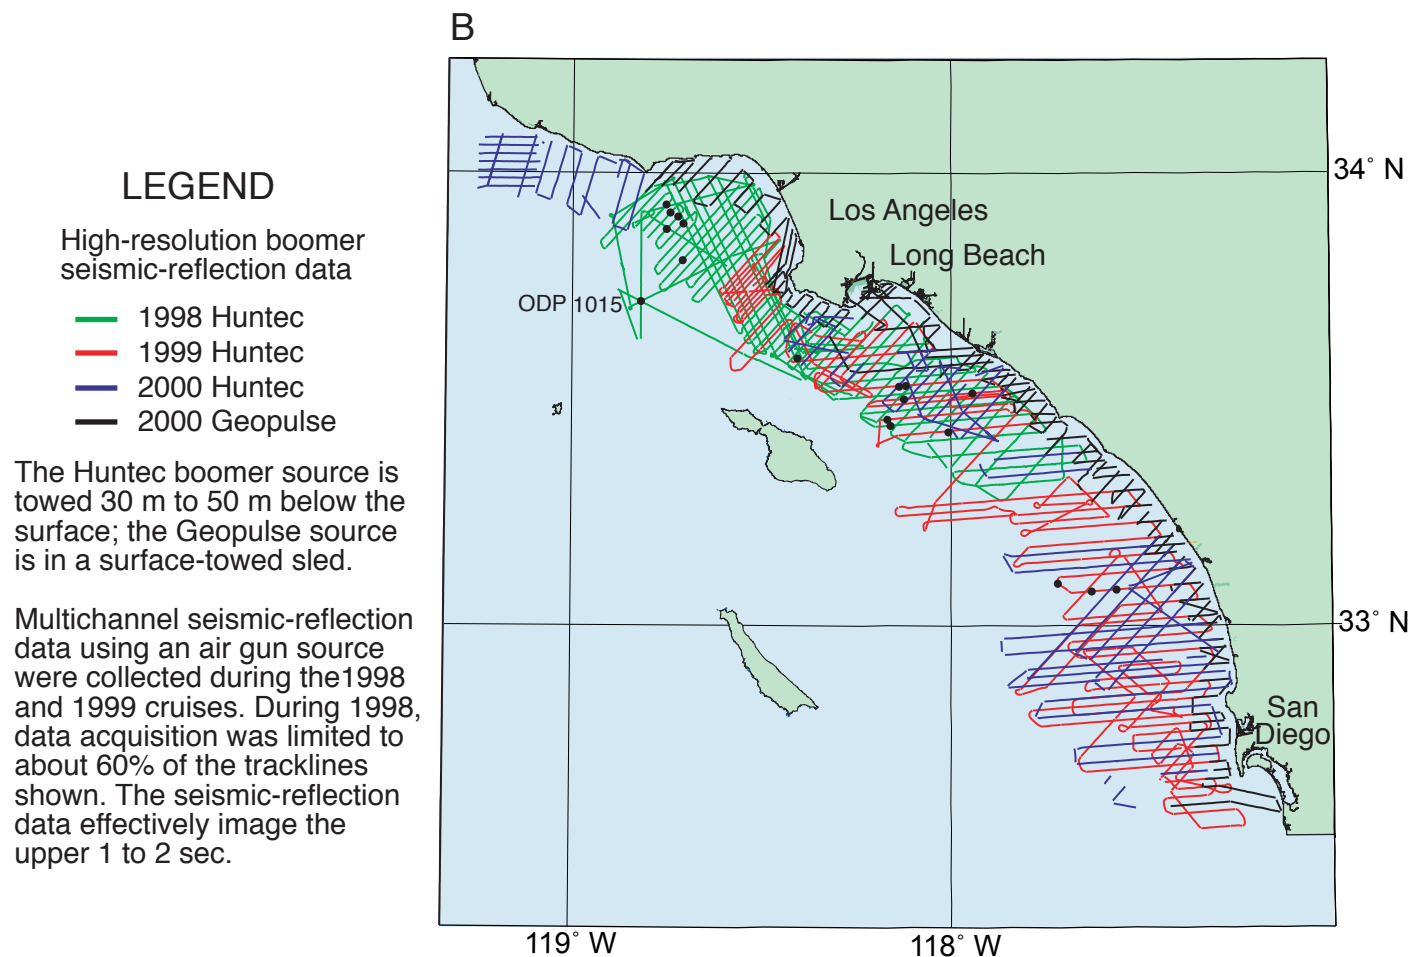 B
LEGEND
High-resolution boomer
seismic-reflection data
1998 Huntec
1999 Huntec
2000 Huntec
2000 Geopulse
The Huntec boomer source is
towed 30 m to 50 m below the
surface; the Geopulse source
is in a surface-towed sled.
Multichannel seismic-reflection
data using an air gun source
were collected during the1998
and 1999 cruises. During 1998,
data acquisition was limited to
about 60% of the tracklines
shown. The seismic-reflection
data effectively image the
upper 1 to 2 sec.
34° N
Los Angeles
Long Beach
ODP 1015
33° N
San
Diego
119° W
118° W